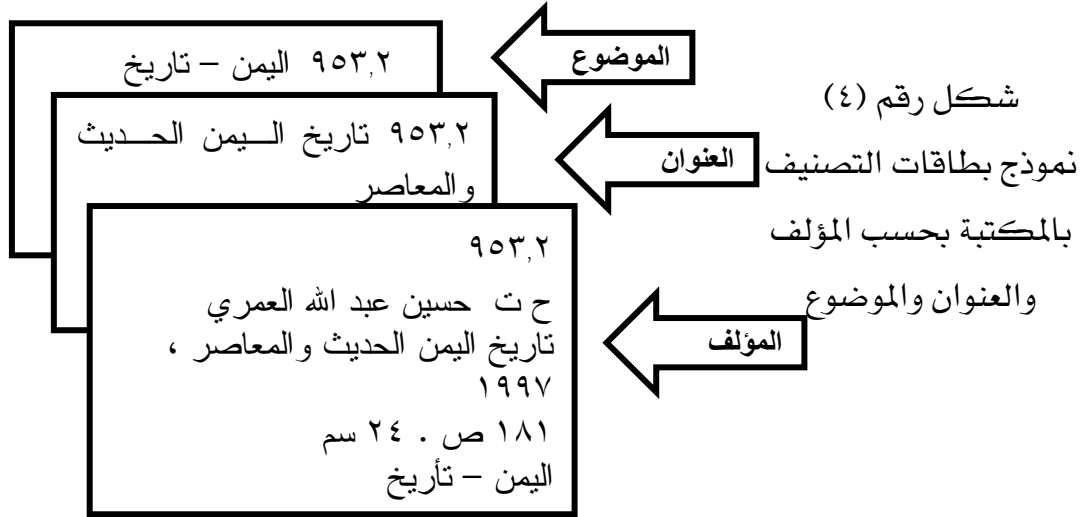 شكل رقم (٤)
نموذج بطاقات التصنيف
بالمكتبة بحسب المؤلف
والعنوان والموضوع
الموضوع
٩٥٣,٢ اليمن – تاريخ
العنوان
٩٥٣,٢ تاريخ اليمن الحديث
والمعاصر
المؤلف
٩٥٣,٢
ح ت حسين عبد الله العمري
تاريخ اليمن الحديث والمعاصر ،
١٩٩٧
١٨١ ص . ٢٤ سم
اليمن – تأريخ